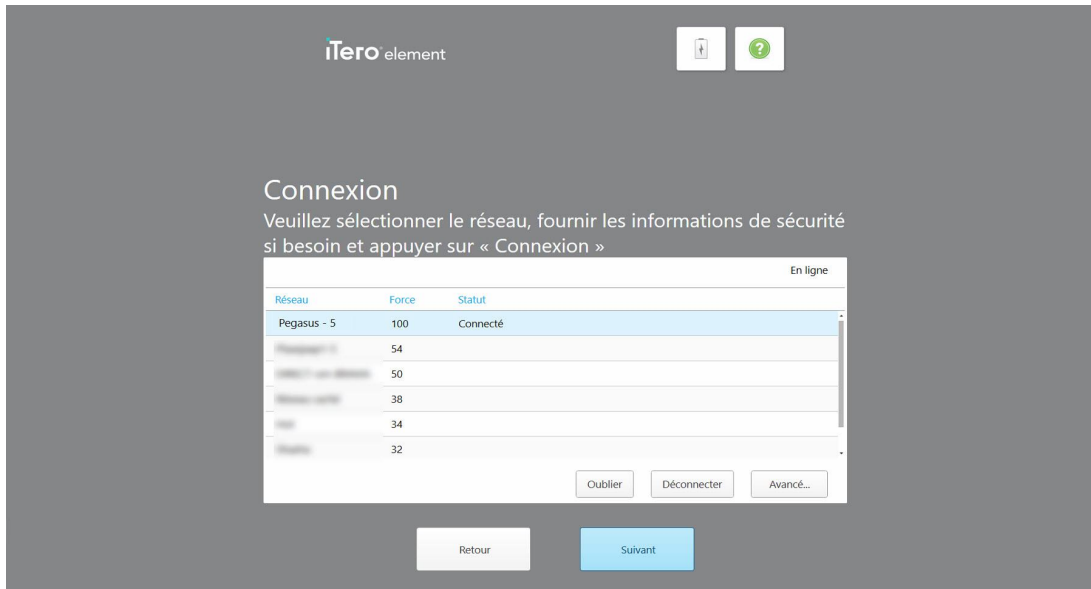 iTero element
Connexion
Veuillez sélectionner le réseau, fournir les informations de sécurité
si besoin et appuyer sur « Connexion »
En ligne
Réseau Force Statut
Pegasus - 5 100 Connecté
54
50
38
34
32
Oublier Déconnecter Avancé...
Retour Suivant